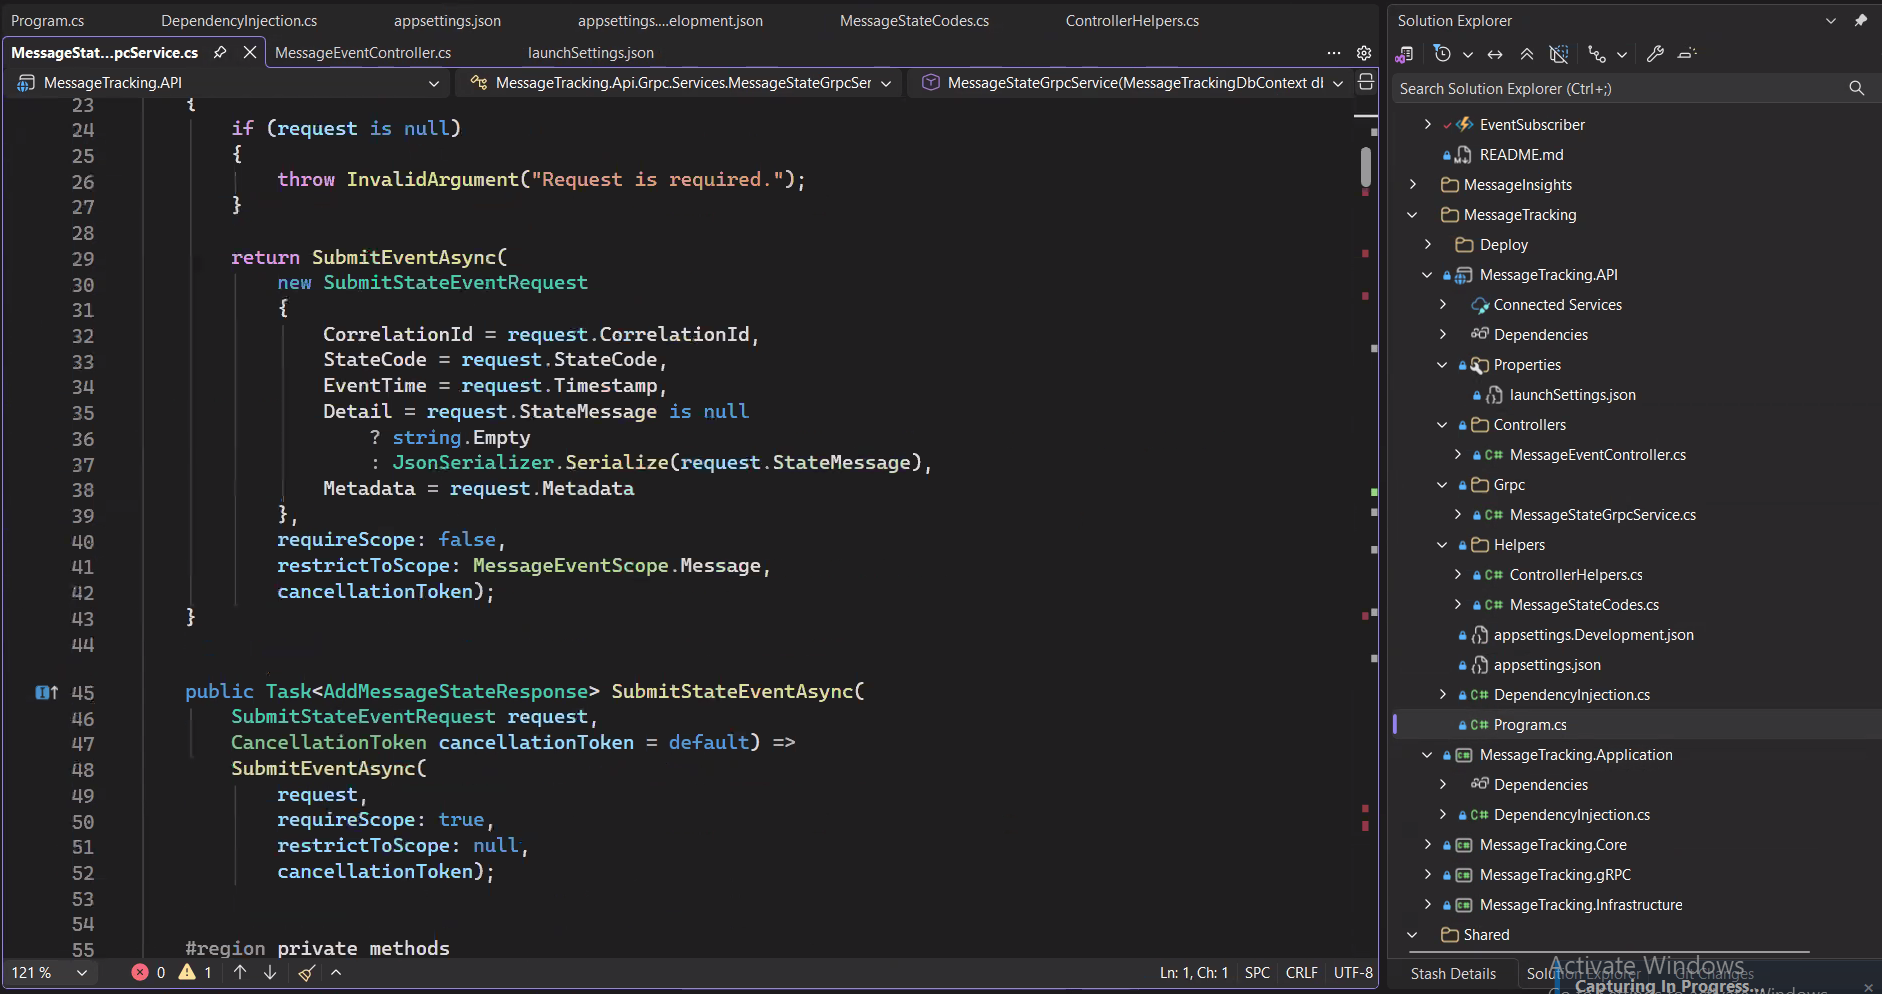 Program.cs DependencyInjection.cs appsettings.json appsettings....elopment.json MessageStateCodes.cs ControllerHelpers.cs
MessageStat...pcService.cs MessageEventController.cs launchSettings.json
MessageTracking.API MessageTracking.Api.Grpc.Services.MessageStateGrpcSer MessageStateGrpcService(MessageTrackingDbContext db
23 {
24 if (request is null)
25 {
26 throw InvalidArgument("Request is required.");
27 }
28
29 return SubmitEventAsync(
30 new SubmitStateEventRequest
31 {
32 CorrelationId = request.CorrelationId,
33 StateCode = request.StateCode,
34 EventTime = request.Timestamp,
35 Detail = request.StateMessage is null
36 ? string.Empty
37 : JsonSerializer.Serialize(request.StateMessage),
38 Metadata = request.Metadata
39 },
40 requireScope: false,
41 restrictToScope: MessageEventScope.Message,
42 cancellationToken);
43 }
44
45 public Task<AddMessageStateResponse> SubmitStateEventAsync(
46 SubmitStateEventRequest request,
47 CancellationToken cancellationToken = default) =>
48 SubmitEventAsync(
49 request,
50 requireScope: true,
51 restrictToScope: null,
52 cancellationToken);
53
54
55 #region private methods
121 % 0 1 Ln: 1, Ch: 1 SPC CRLF UTF-8
Solution Explorer
Search Solution Explorer (Ctrl+;)
EventSubscriber
README.md
MessageInsights
MessageTracking
Deploy
MessageTracking.API
Connected Services
Dependencies
Properties
launchSettings.json
Controllers
C# MessageEventController.cs
Grpc
C# MessageStateGrpcService.cs
Helpers
C# ControllerHelpers.cs
C# MessageStateCodes.cs
appsettings.Development.json
appsettings.json
C# DependencyInjection.cs
C# Program.cs
MessageTracking.Application
Dependencies
C# DependencyInjection.cs
MessageTracking.Core
MessageTracking.gRPC
MessageTracking.Infrastructure
Shared
Stash Details Solution Explorer Git Changes
Activate Windows
Capturing In Progress...